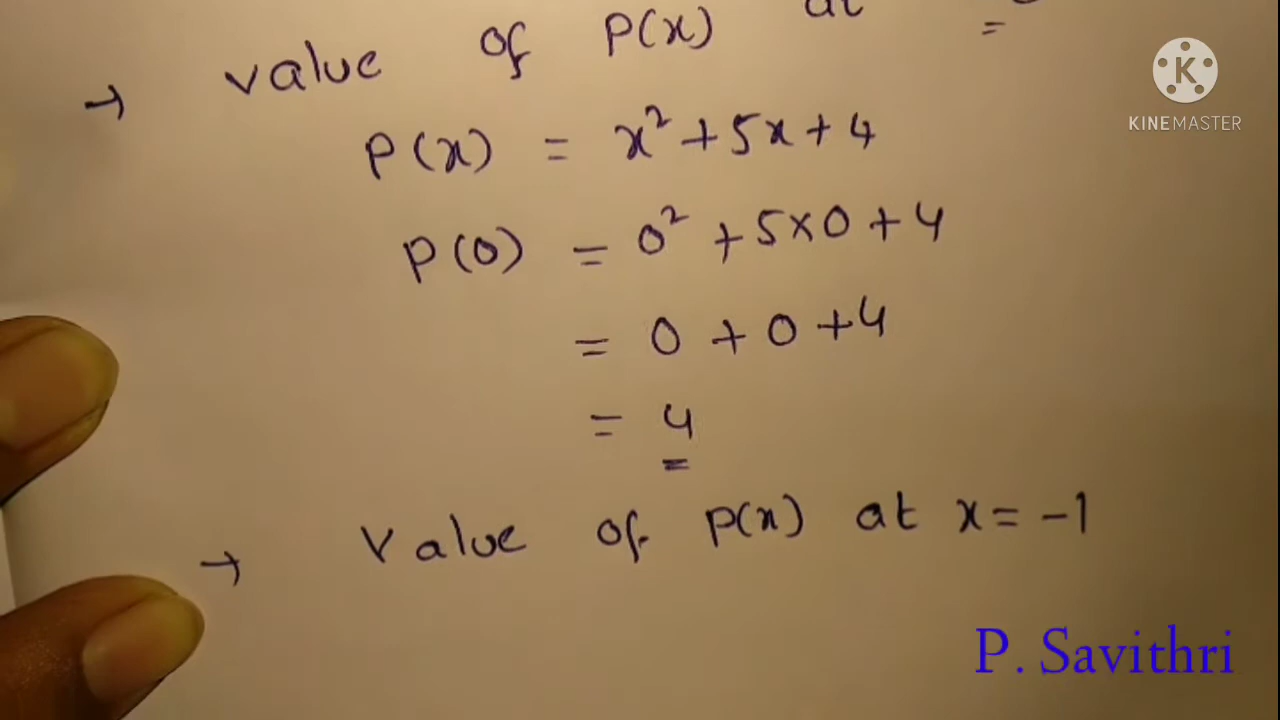 → value of P(x) at =
KINEMASTER
P(x) = x² + 5x + 4
P(0) = 0² + 5×0 + 4
= 0 + 0 + 4
= 4
→ Value of P(x) at x = -1
P. Savithri